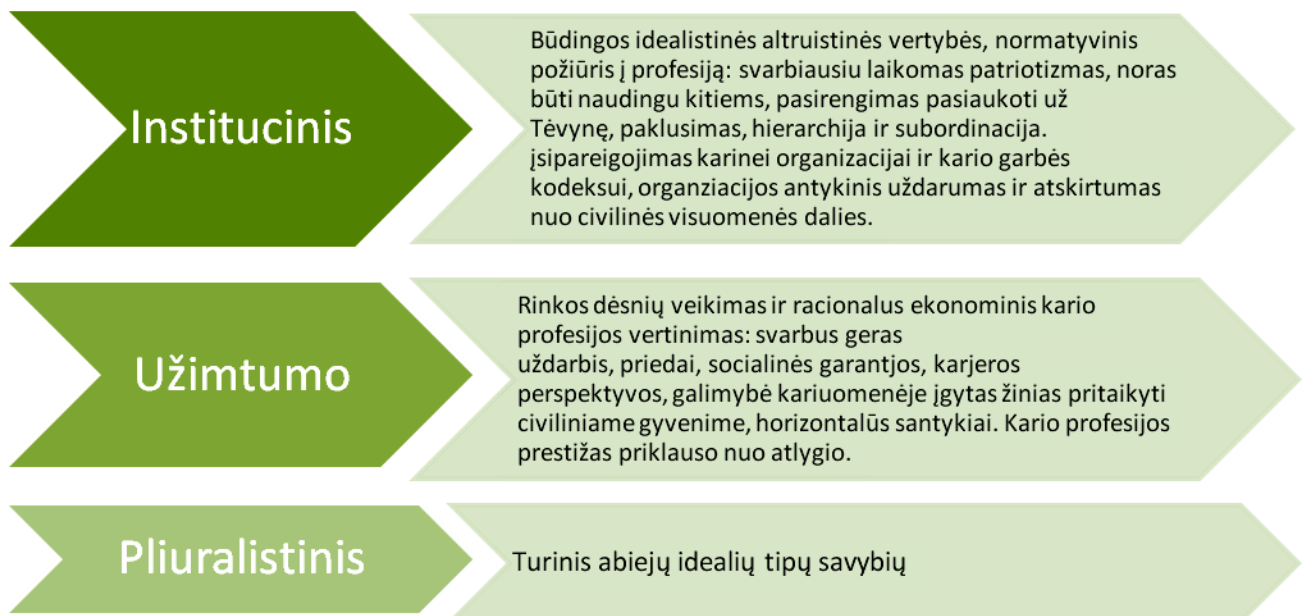 Institucinis
Būdingos idealistinės altruistinės vertybės, normatyvinis
požiūris į profesiją: svarbiausiu laikomas patriotizmas, noras
būti naudingu kitiems, pasirengimas pasiaukoti už
Tėvynę, paklusimas, hierarchija ir subordinacija.
įsipareigojimas karinei organizacijai ir kario garbės
kodeksui, organziacijos antykinis uždarumas ir atskirtumas
nuo civilinės visuomenės dalies.
Užimtumo
Rinkos dėsnių veikimas ir racionalus ekonominis kario
profesijos vertinimas: svarbus geras
uždarbis, priedai, socialinės garantjos, karjeros
perspektyvos, galimybė kariuomenėje įgytas žinias pritaikyti
civiliniame gyvenime, horizontalūs santykiai. Kario profesijos
prestižas priklauso nuo atlygio.
Pliuralistinis
Turinis abiejų idealių tipų savybių